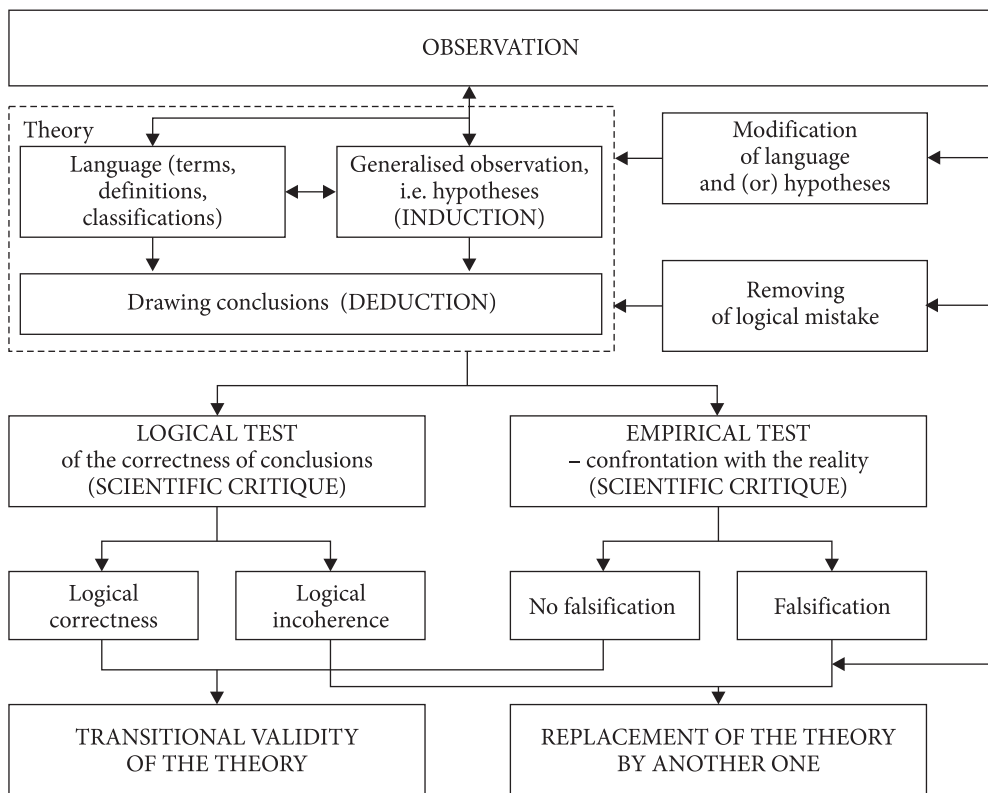 OBSERVATION
Theory
Language (terms,
definitions,
classifications)
Generalised observation,
i.e. hypotheses
(INDUCTION)
Modification
of language
and (or) hypotheses
Drawing conclusions (DEDUCTION)
Removing
of logical mistake
LOGICAL TEST
of the correctness of conclusions
(SCIENTIFIC CRITIQUE)
EMPIRICAL TEST
– confrontation with the reality
(SCIENTIFIC CRITIQUE)
Logical
correctness
Logical
incoherence
No falsification
Falsification
TRANSITIONAL VALIDITY
OF THE THEORY
REPLACEMENT OF THE THEORY
BY ANOTHER ONE